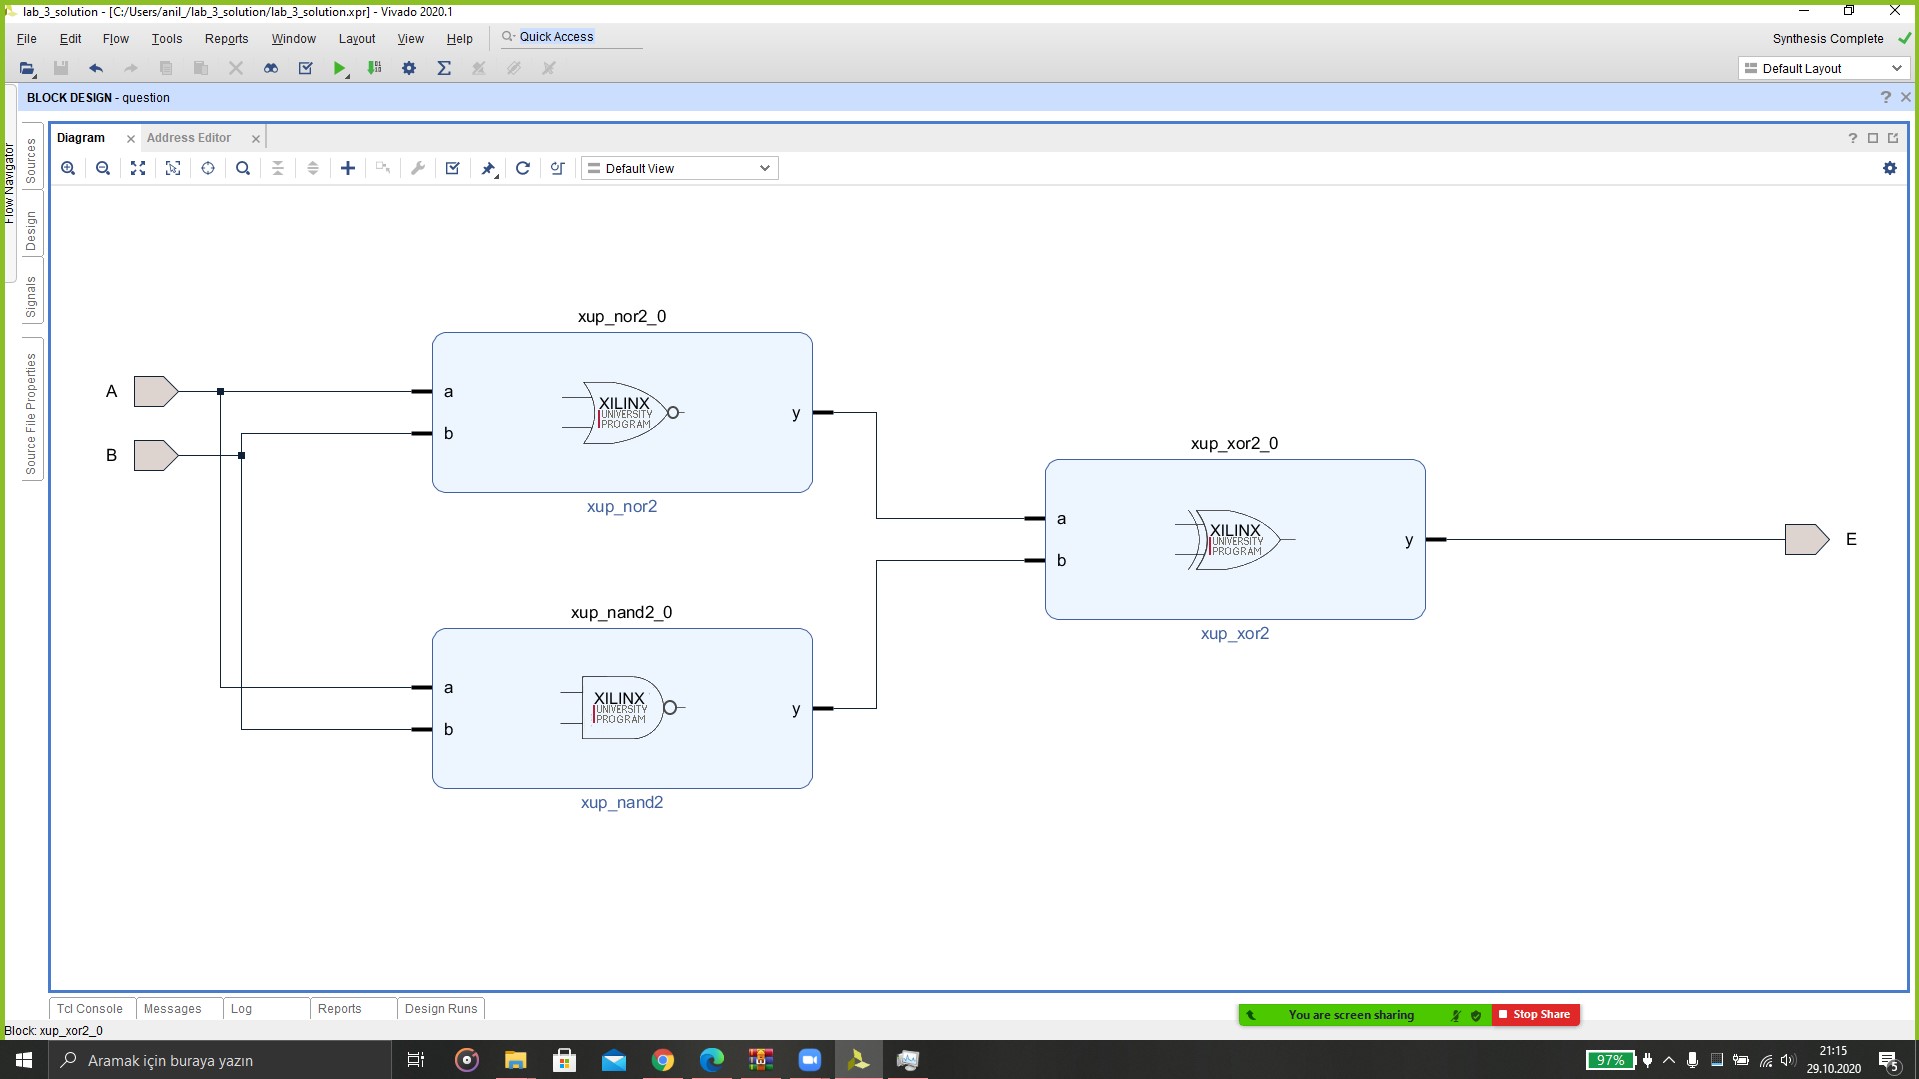 lab_3_solution - [C:/Users/anil_/lab_3_solution/lab_3_solution.xpr] - Vivado 2020.1
File Edit Flow Tools Reports Window Layout View Help Quick Access
Synthesis Complete
Default Layout
BLOCK DESIGN - question
Flow Navigator
Sources
Design
Signals
Source File Properties
Diagram Address Editor
Default View
xup_nor2_0
A
B
a
b
y
XILINX
UNIVERSITY
PROGRAM
xup_nor2
xup_nand2_0
a
b
y
XILINX
UNIVERSITY
PROGRAM
xup_nand2
xup_xor2_0
a
b
y
XILINX
UNIVERSITY
PROGRAM
xup_xor2
E
Tcl Console Messages Log Reports Design Runs
You are screen sharing Stop Share
Block: xup_xor2_0
Aramak için buraya yazın
97%
21:15
29.10.2020
5